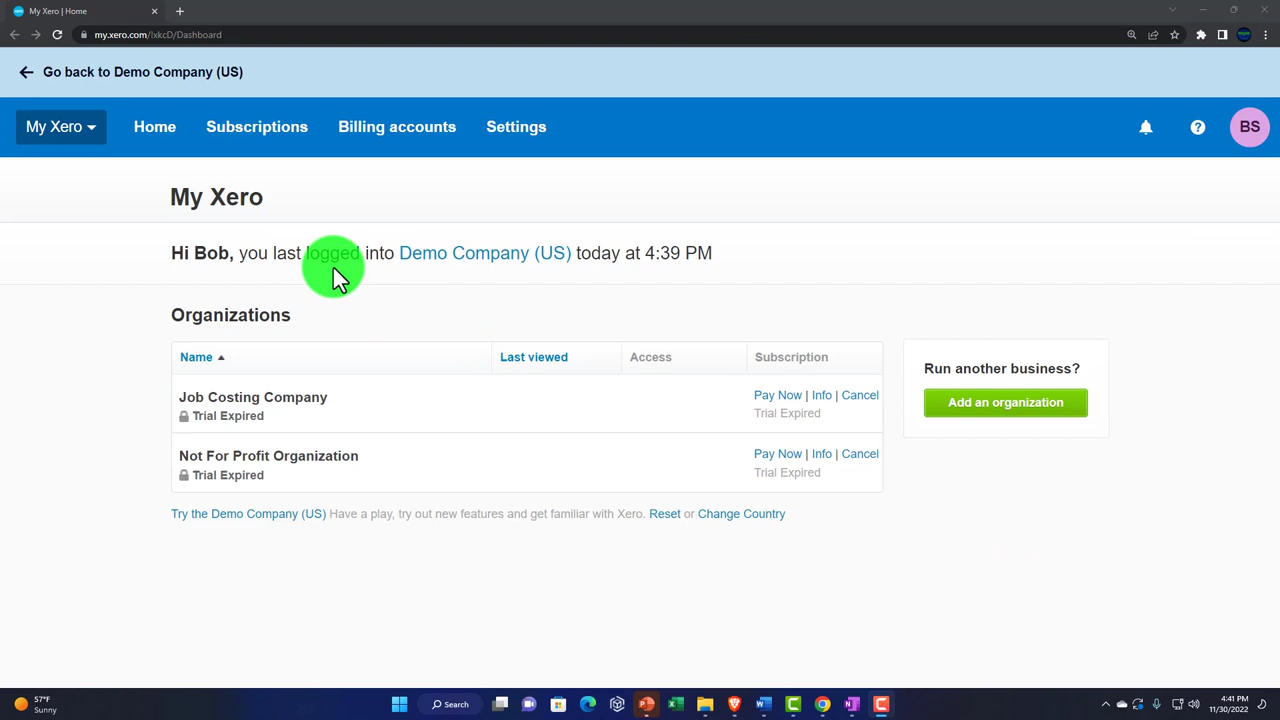 My Xero | Home
my.xero.com/!xkcD/Dashboard
Go back to Demo Company (US)
My Xero Home Subscriptions Billing accounts Settings BS
My Xero
Hi Bob, you last logged into Demo Company (US) today at 4:39 PM
Organizations
Name Last viewed Access Subscription
Run another business?
Add an organization
Job Costing Company Pay Now | Info | Cancel
Trial Expired Trial Expired
Not For Profit Organization Pay Now | Info | Cancel
Trial Expired Trial Expired
Try the Demo Company (US) Have a play, try out new features and get familiar with Xero. Reset or Change Country
57°F
Sunny
Search
4:41 PM
11/30/2022